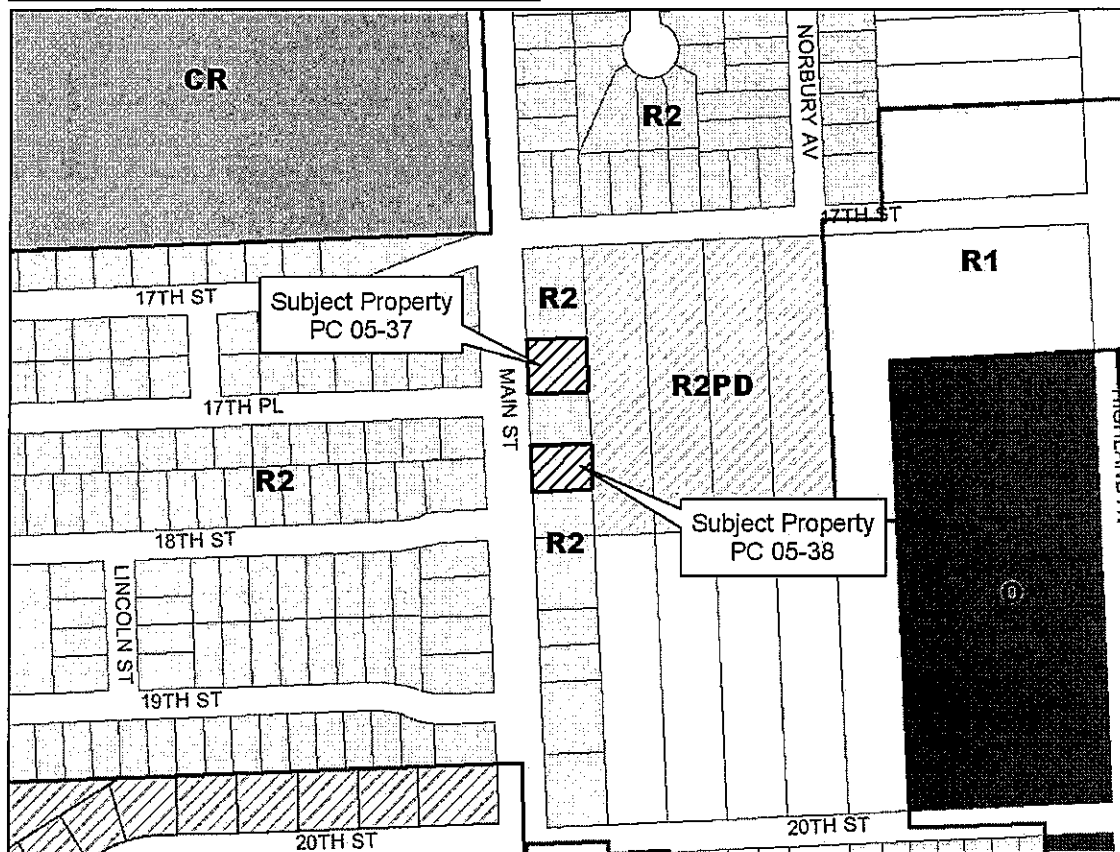 CR
R2
NORBURY AV
17TH ST
R1
17TH ST
Subject Property
PC 05-37
R2
MAIN ST
R2PD
17TH PL
R2
18TH ST
R2
Subject Property
PC 05-38
LINCOLN ST
19TH ST
20TH ST
20TH ST